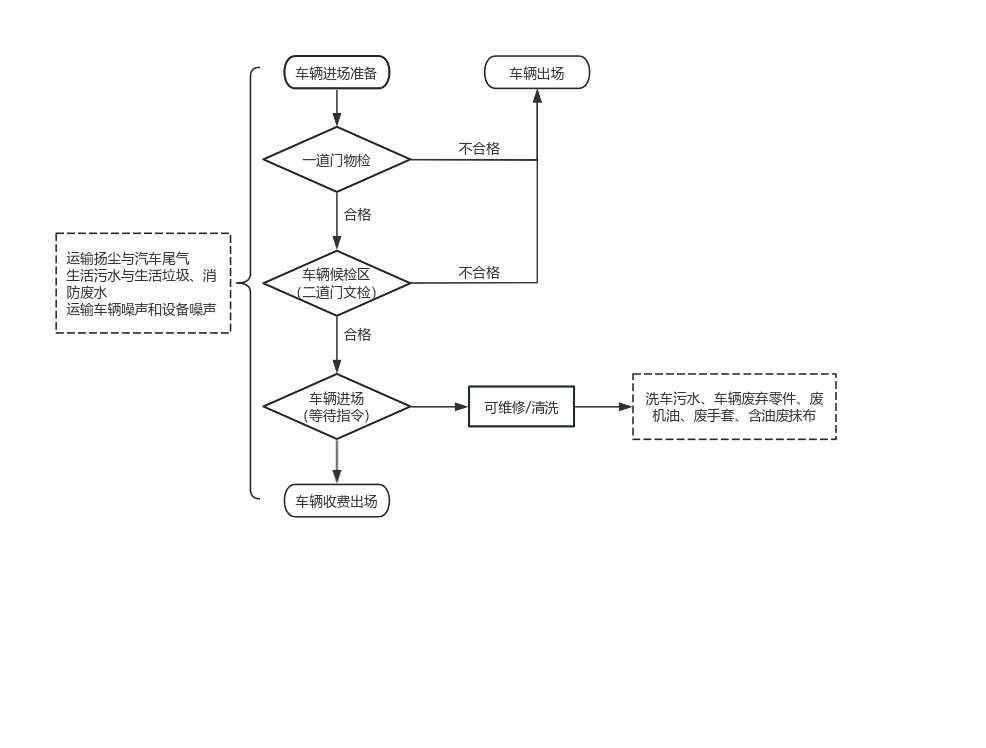 车辆进场准备
车辆出场
一道门物检
不合格
合格
运输扬尘与汽车尾气
生活污水与生活垃圾、消
防废水
运输车辆噪声和设备噪声
车辆候检区
(二道门文检)
不合格
合格
车辆进场
(等待指令)
可维修/清洗
洗车污水、车辆废弃零件、废
机油、废手套、含油废抹布
车辆收费出场